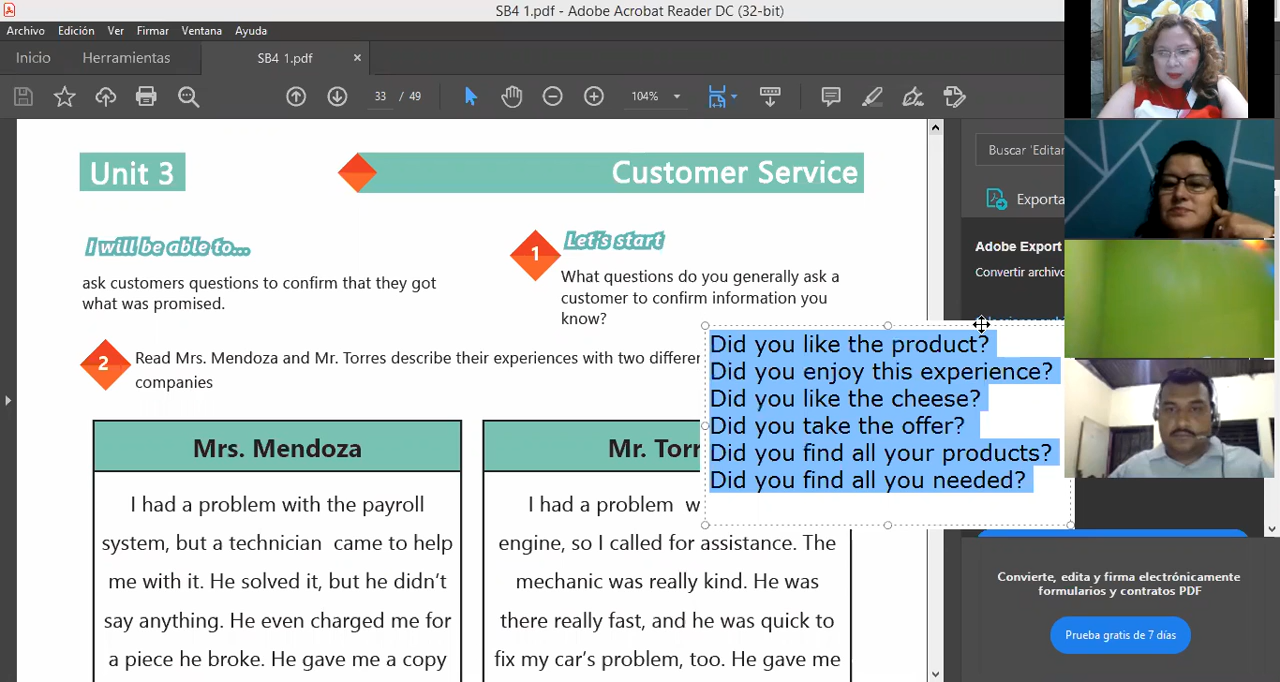 SB4 1.pdf - Adobe Acrobat Reader DC (32-bit)
Archivo Edición Ver Firmar Ventana Ayuda
Inicio Herramientas SB4 1.pdf ×
33 / 49 104%
Unit 3
Customer Service
I will be able to...
ask customers questions to confirm that they got
what was promised.
1
Let's start
What questions do you generally ask a
customer to confirm information you
know?
2
Read Mrs. Mendoza and Mr. Torres describe their experiences with two differen
companies
Did you like the product?
Did you enjoy this experience?
Did you like the cheese?
Did you take the offer?
Did you find all your products?
Did you find all you needed?
Mrs. Mendoza
I had a problem with the payroll
system, but a technician came to help
me with it. He solved it, but he didn't
say anything. He even charged me for
a piece he broke. He gave me a copy
Mr. Torr
I had a problem w
engine, so I called for assistance. The
mechanic was really kind. He was
there really fast, and he was quick to
fix my car's problem, too. He gave me
Buscar 'Editar
Exporta
Adobe Export
Convertir archivo
Convierte, edita y firma electrónicamente
formularios y contratos PDF
Prueba gratis de 7 días